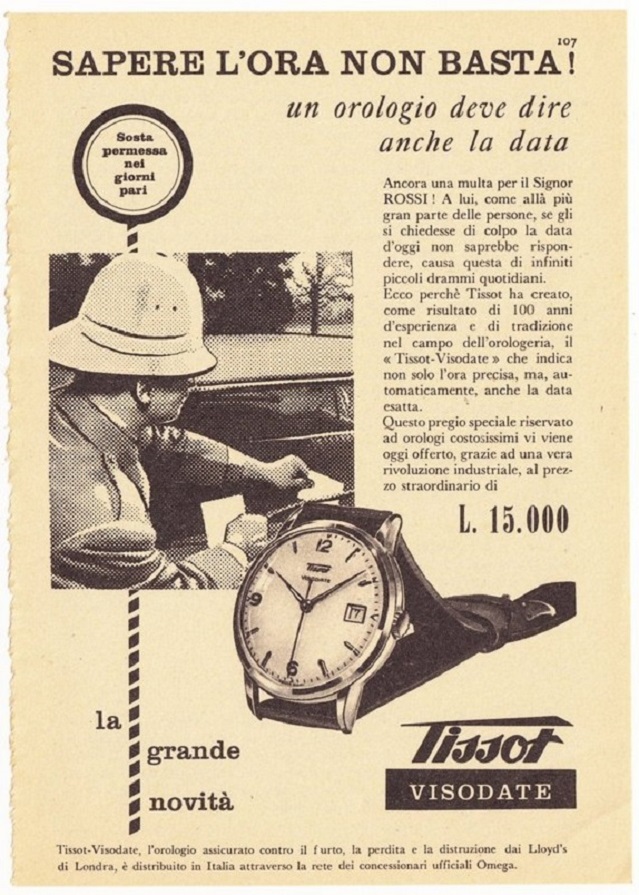 107
SAPERE L'ORA NON BASTA!
un orologio deve dire
anche la data
Sosta
permessa
nei
giorni
pari
Ancora una multa per il Signor
ROSSI! A lui, come allà più
gran parte delle persone, se gli
si chiedesse di colpo la data
d'oggi non saprebbe rispon-
dere, causa questa di infiniti
piccoli drammi quotidiani.
Ecco perchè Tissot ha creato,
come risultato di 100 anni
d'esperienza e di tradizione
nel campo dell'orologeria, il
« Tissot-Visodate » che indica
non solo l'ora precisa, ma, au-
tomaticamente, anche la data
esatta.
Questo pregio speciale riservato
ad orologi costosissimi vi viene
oggi offerto, grazie ad una vera
rivoluzione industriale, al prez-
zo straordinario di
L. 15.000
12
Tissot
9
17
6
la
grande
novità
Tissot
VISODATE
Tissot-Visodate, l'orologio assicurato contro il furto, la perdita e la distruzione dai Lloyd's
di Londra, è distribuito in Italia attraverso la rete dei concessionari ufficiali Omega.